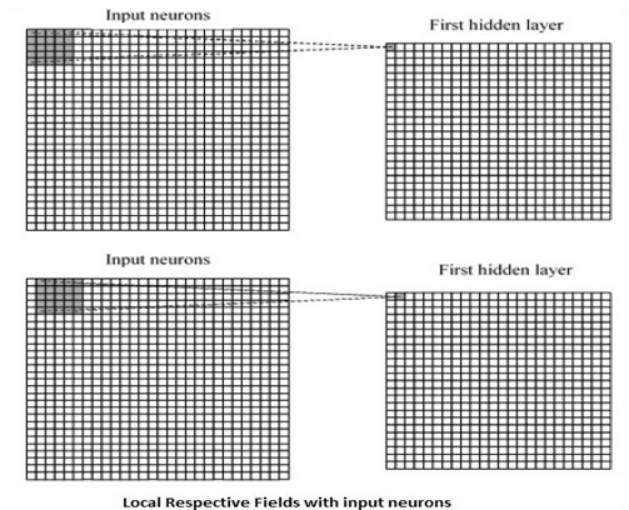 Input neurons
First hidden layer
Input neurons
First hidden layer
Local Respective Fields with input neurons